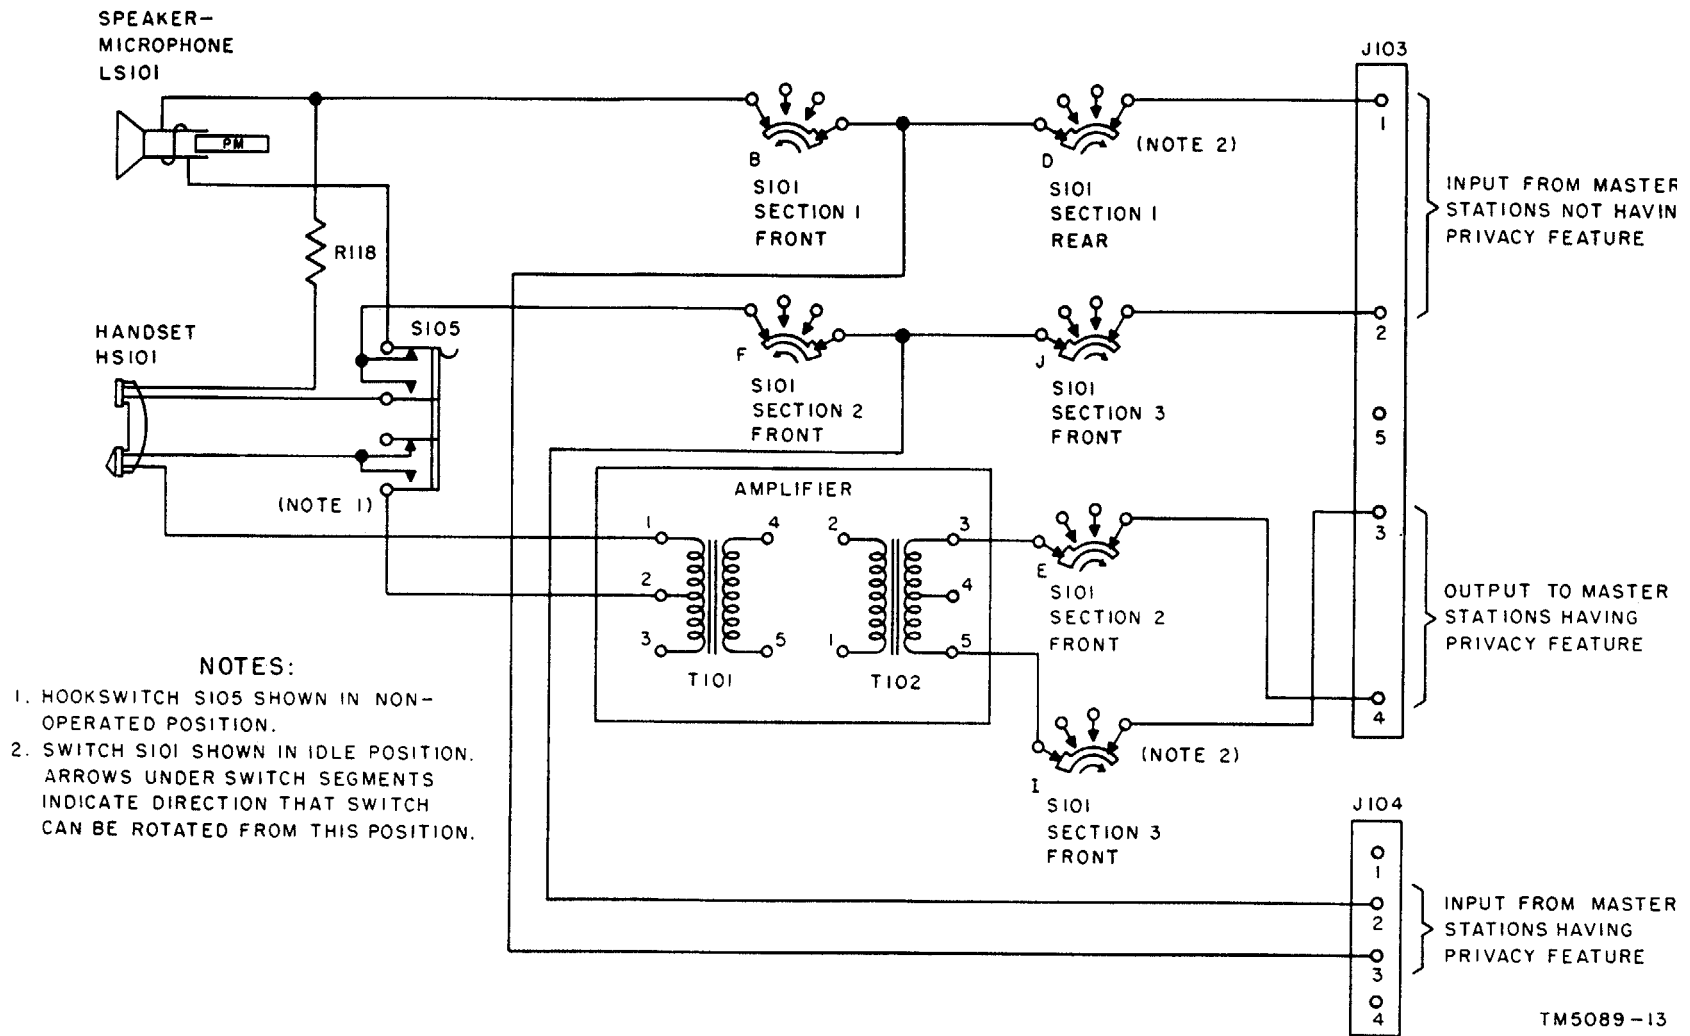 SPEAKER-
MICROPHONE
LS101
PM
R118
HANDSET
HS101
S105
(NOTE 1)
B
S101
SECTION 1
FRONT
D
S101
SECTION 1
REAR
(NOTE 2)
F
S101
SECTION 2
FRONT
J
S101
SECTION 3
FRONT
AMPLIFIER
1
2
3
4
5
T101
2
1
3
4
5
T102
E
S101
SECTION 2
FRONT
I
S101
SECTION 3
FRONT
(NOTE 2)
J103
1
2
5
3
4
INPUT FROM MASTER
STATIONS NOT HAVIN
PRIVACY FEATURE
OUTPUT TO MASTER
STATIONS HAVING
PRIVACY FEATURE
J104
1
2
3
4
INPUT FROM MASTER
STATIONS HAVING
PRIVACY FEATURE
NOTES:
1. HOOKSWITCH S105 SHOWN IN NON-
OPERATED POSITION.
2. SWITCH S101 SHOWN IN IDLE POSITION.
ARROWS UNDER SWITCH SEGMENTS
INDICATE DIRECTION THAT SWITCH
CAN BE ROTATED FROM THIS POSITION.
TM5089-13